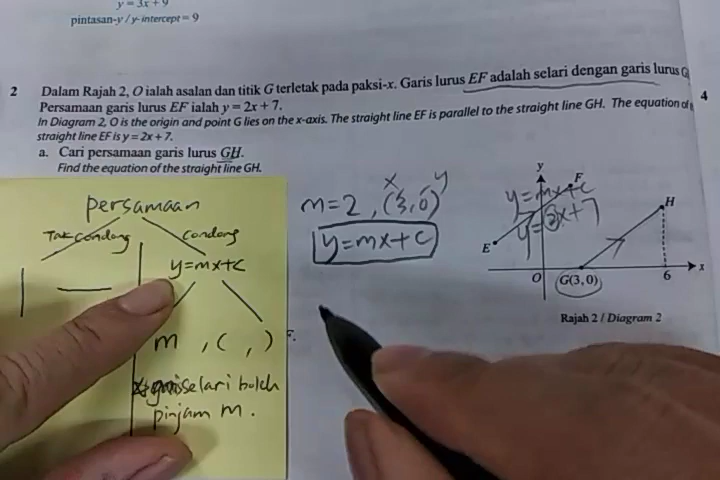 y = 3x + 9
pintasan-y / y-intercept = 9
2 Dalam Rajah 2, O ialah asalan dan titik G terletak pada paksi-x. Garis lurus EF adalah selari dengan garis lurus
Persamaan garis lurus EF ialah y = 2x + 7.
In Diagram 2, O is the origin and point G lies on the x-axis. The straight line EF is parallel to the straight line GH. The equation of
straight line EF is y = 2x + 7.
4
a. Cari persamaan garis lurus GH.
Find the equation of the straight line GH.
persamaan
Tak condong
condong
y=mx+c
m , ( , )
selari boleh
pinjam m.
x y
m=2 , (3,0)
y=mx+c
y
F
y=mx+c
H
E
O
G(3,0)
6
x
Rajah 2 / Diagram 2